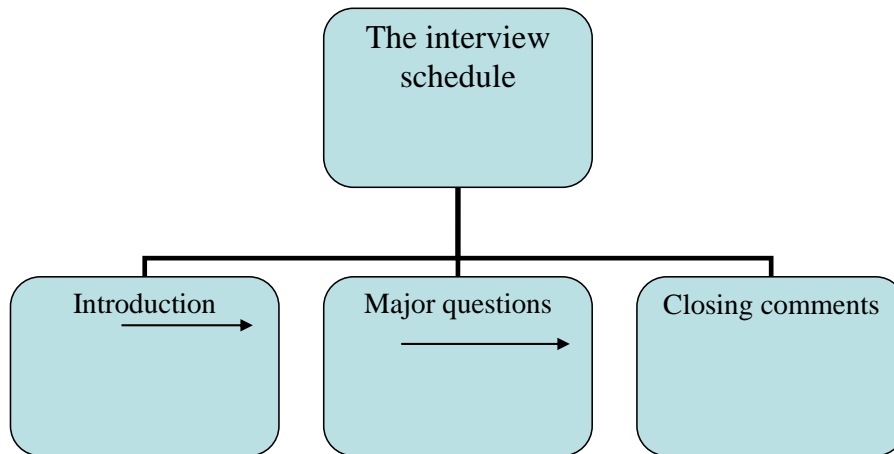 The interview
schedule
Introduction
Major questions
Closing comments